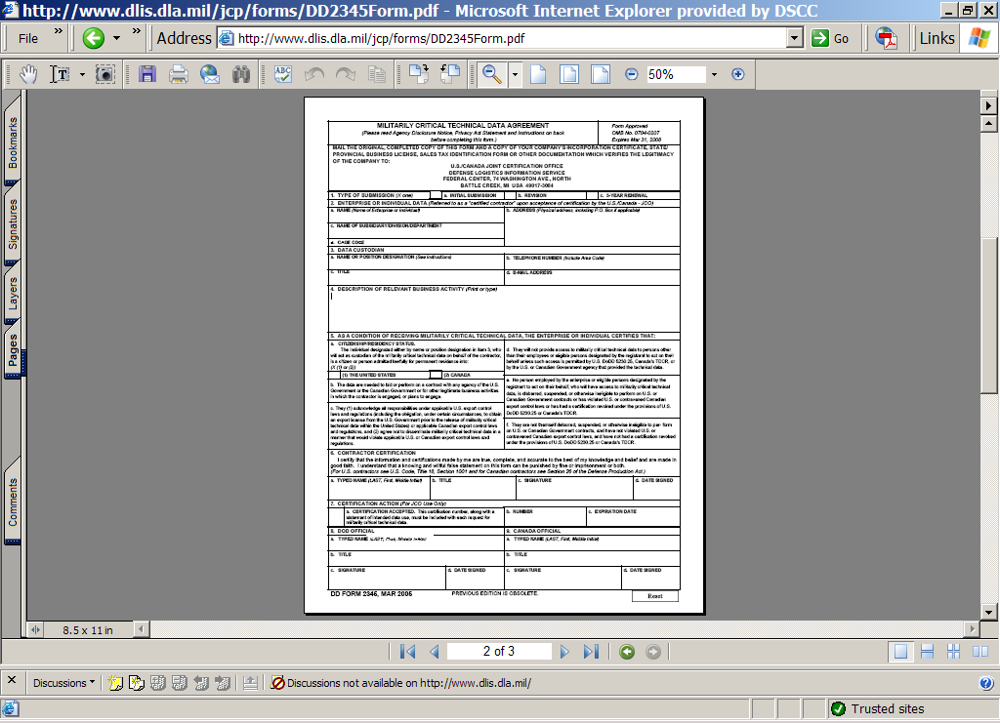 http://www.dlis.dla.mil/jcp/forms/DD2345Form.pdf - Microsoft Internet Explorer provided by DSCC
File » » Address http://www.dlis.dla.mil/jcp/forms/DD2345Form.pdf Go Links
50%
Bookmarks
Signatures
Layers
Pages
Comments
MILITARILY CRITICAL TECHNICAL DATA AGREEMENT
(Please read Agency Disclosure Notice, Privacy Act Statement and Instructions on back
before completing this form.)
Form Approved
OMB No. 0704-0207
Expires Mar 31, 2008
MAIL THE ORIGINAL, COMPLETED COPY OF THIS FORM AND A COPY OF YOUR COMPANY'S INCORPORATION CERTIFICATE, STATE/
PROVINCIAL BUSINESS LICENSE, SALES TAX IDENTIFICATION FORM OR OTHER DOCUMENTATION WHICH VERIFIES THE LEGITIMACY
OF THE COMPANY TO:
U.S./CANADA JOINT CERTIFICATION OFFICE
DEFENSE LOGISTICS INFORMATION SERVICE
FEDERAL CENTER, 74 WASHINGTON AVE., NORTH
BATTLE CREEK, MI USA 49017-3084
1. TYPE OF SUBMISSION (X one) a. INITIAL SUBMISSION b. REVISION c. 5-YEAR RENEWAL
2. ENTERPRISE OR INDIVIDUAL DATA (Referred to as a "certified contractor" upon acceptance of certification by the U.S./Canada - JCO)
a. NAME (Name of Enterprise or Individual) b. ADDRESS (Physical address, including P.O. Box if applicable)
c. NAME OF SUBSIDIARY/DIVISION/DEPARTMENT
d. CAGE CODE
3. DATA CUSTODIAN
a. NAME OR POSITION DESIGNATION (See Instructions) b. TELEPHONE NUMBER (Include Area Code)
c. TITLE d. E-MAIL ADDRESS
4. DESCRIPTION OF RELEVANT BUSINESS ACTIVITY (Print or type)
5. AS A CONDITION OF RECEIVING MILITARILY CRITICAL TECHNICAL DATA, THE ENTERPRISE OR INDIVIDUAL CERTIFIES THAT:
a. CITIZENSHIP/RESIDENCY STATUS.
The individual designated either by name or position designation in Item 3, who
will act as custodian of the militarily critical technical data on behalf of the contractor,
is a citizen or person admitted lawfully for permanent residence into:
(X (1) or (2))
(1) THE UNITED STATES (2) CANADA
b. The data are needed to bid or perform on a contract with any agency of the U.S.
Government or the Canadian Government or for other legitimate business activities
in which the contractor is engaged, or plans to engage.
c. They (1) acknowledge all responsibilities under applicable U.S. export control
laws and regulations (including the obligation, under certain circumstances, to obtain
an export license from the U.S. Government prior to the release of militarily critical
technical data within the United States) or applicable Canadian export control laws
and regulations, and (2) agree not to disseminate militarily critical technical data in a
manner that would violate applicable U.S. or Canadian export control laws and
regulations.
d. They will not provide access to militarily critical technical data to persons other
than their employees or eligible persons designated by the registrant to act on their
behalf unless such access is permitted by U.S. DoDD 5230.25, Canada's TDCR, or
by the U.S. or Canadian Government agency that provided the technical data.
e. No person employed by the enterprise or eligible persons designated by the
registrant to act on their behalf, who will have access to militarily critical technical
data, is debarred, suspended, or otherwise ineligible to perform on U.S. or
Canadian Government contracts or has violated U.S. or contravened Canadian
export control laws or has had a certification revoked under the provisions of U.S.
DoDD 5230.25 or Canada's TDCR.
f. They are not themself debarred, suspended, or otherwise ineligible to per- form
on U.S. or Canadian Government contracts, and have not violated U.S. or
contravened Canadian export control laws, and have not had a certification revoked
under the provisions of U.S. DoDD 5230.25 or Canada's TDCR.
6. CONTRACTOR CERTIFICATION
I certify that the information and certifications made by me are true, complete, and accurate to the best of my knowledge and belief and are made in
good faith. I understand that a knowing and willful false statement on this form can be punished by fine or imprisonment or both.
(For U.S. contractors see U.S. Code, Title 18, Section 1001 and for Canadian contractors see Section 26 of the Defense Production Act.)
a. TYPED NAME (LAST, First, Middle Initial) b. TITLE c. SIGNATURE d. DATE SIGNED
7. CERTIFICATION ACTION (For JCO Use Only)
a. CERTIFICATION ACCEPTED. This certification number, along with a
statement of intended data use, must be included with each request for
militarily critical technical data.
b. NUMBER c. EXPIRATION DATE
8. DOD OFFICIAL 9. CANADA OFFICIAL
a. TYPED NAME (LAST, First, Middle Initial) a. TYPED NAME (LAST, First, Middle Initial)
b. TITLE b. TITLE
c. SIGNATURE d. DATE SIGNED c. SIGNATURE d. DATE SIGNED
DD FORM 2345, MAR 2005 PREVIOUS EDITION IS OBSOLETE. Reset
8.5 x 11 in
2 of 3
Discussions Discussions not available on http://www.dlis.dla.mil/
Trusted sites